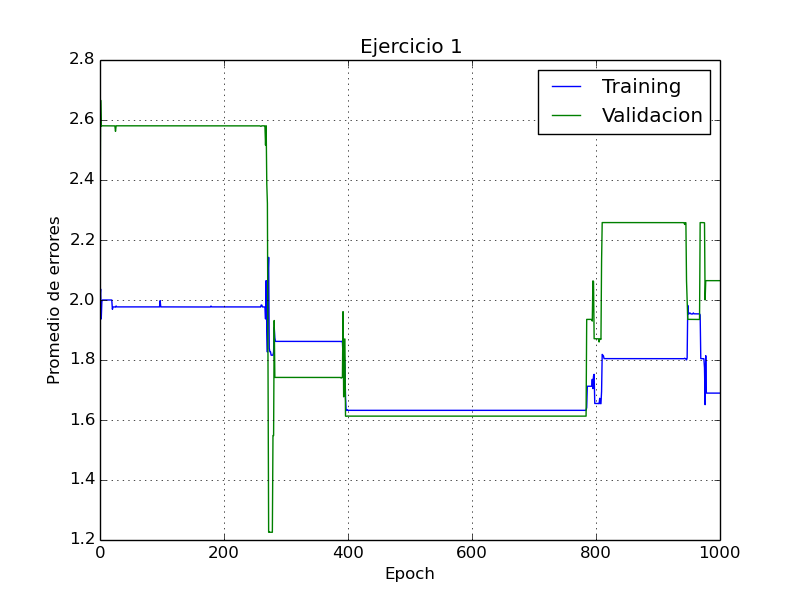 Ejercicio 1
2.8
2.6
2.4
2.2
2.0
1.8
1.6
1.4
1.2
Promedio de errores
Training
Validacion
0 200 400 600 800 1000
Epoch